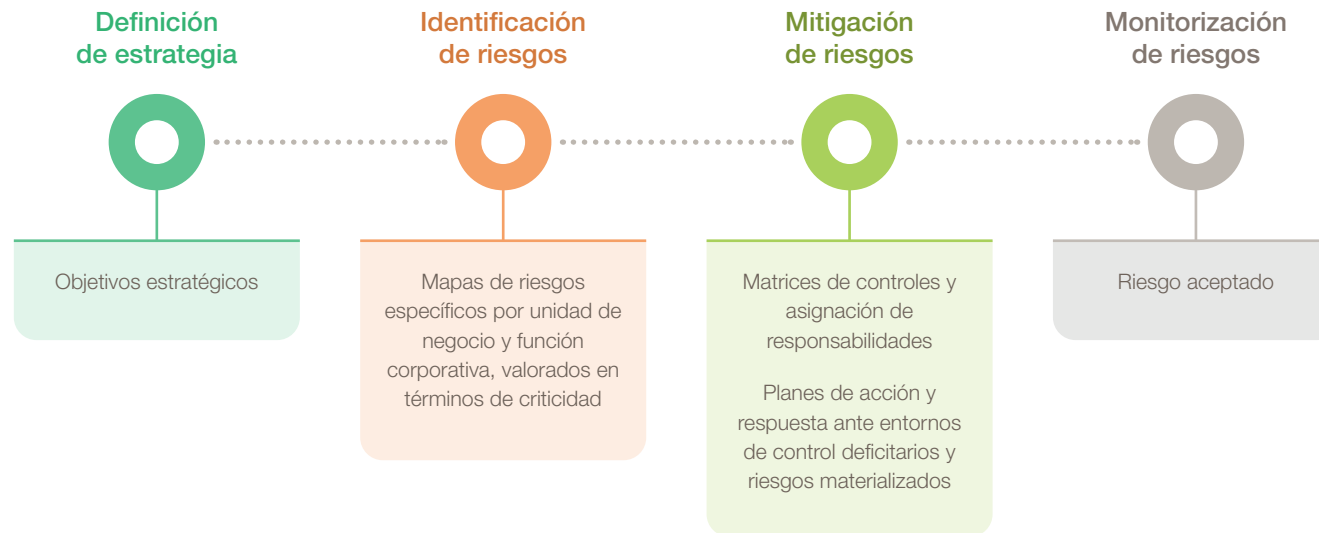 Definición
de estrategia
Objetivos estratégicos
Identificación
de riesgos
Mapas de riesgos
específicos por unidad de
negocio y función
corporativa, valorados en
términos de criticidad
Mitigación
de riesgos
Matrices de controles y
asignación de
responsabilidades
Planes de acción y
respuesta ante entornos
de control deficitarios y
riesgos materializados
Monitorización
de riesgos
Riesgo aceptado